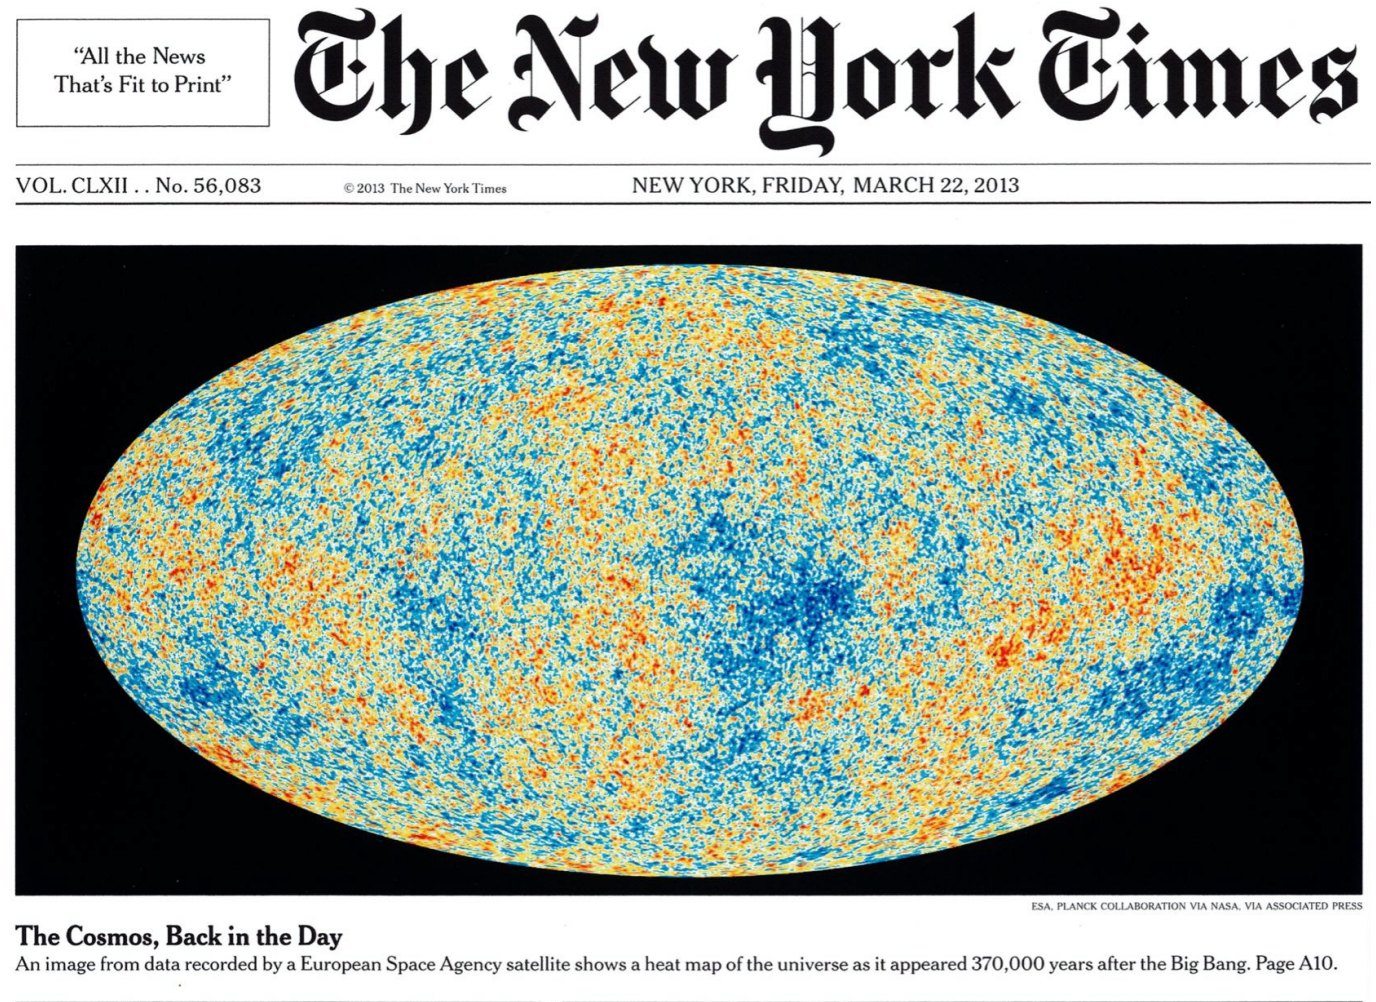 “All the News
That’s Fit to Print”
The New York Times
VOL. CLXII . . No. 56,083
© 2013 The New York Times
NEW YORK, FRIDAY, MARCH 22, 2013
ESA, PLANCK COLLABORATION VIA NASA, VIA ASSOCIATED PRESS
The Cosmos, Back in the Day
An image from data recorded by a European Space Agency satellite shows a heat map of the universe as it appeared 370,000 years after the Big Bang. Page A10.